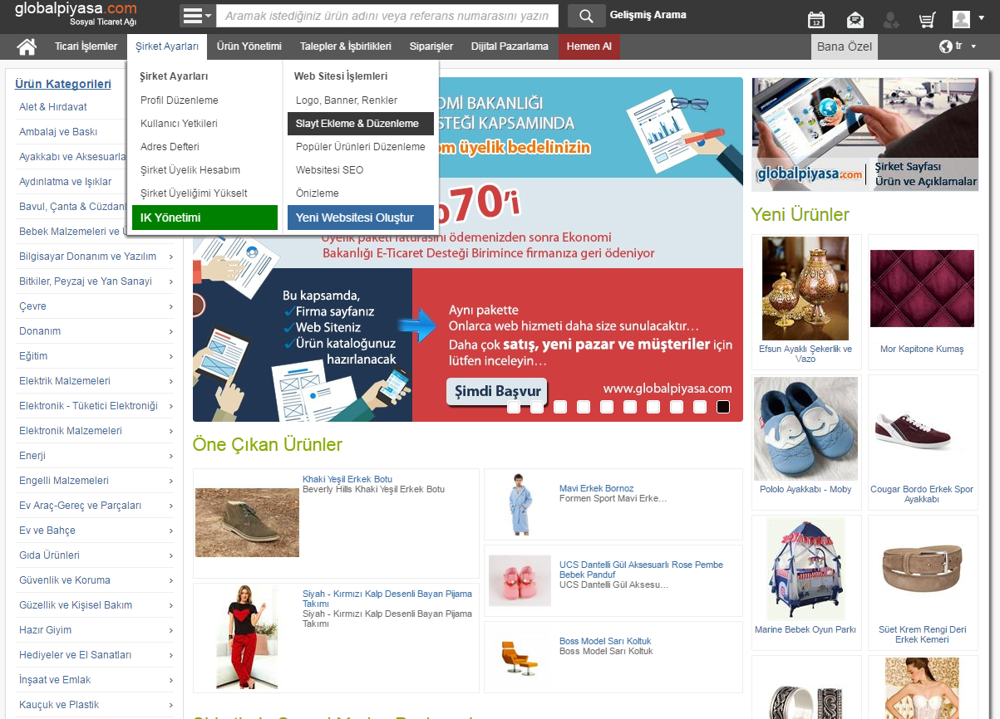 globalpiyasa.com
Sosyal Ticaret Ağı
Aramak istediğiniz ürün adını veya referans numarasını yazın
Gelişmiş Arama
12
Ticari İşlemler
Şirket Ayarları
Ürün Yönetimi
Talepler & İşbirlikleri
Siparişler
Dijital Pazarlama
Hemen Al
Bana Özel
tr
Şirket Ayarları
Profil Düzenleme
Kullanıcı Yetkileri
Adres Defteri
Şirket Üyelik Hesabım
Şirket Üyeliğimi Yükselt
IK Yönetimi
Web Sitesi İşlemleri
Logo, Banner, Renkler
Slayt Ekleme & Düzenleme
Popüler Ürünleri Düzenleme
Websitesi SEO
Önizleme
Yeni Websitesi Oluştur
Ürün Kategorileri
Alet & Hırdavat
Ambalaj ve Baskı
Ayakkabı ve Aksesuarla
Aydınlatma ve Işıklar
Bavul, Çanta & Cüzdanl
Bebek Malzemeleri ve Ü
Bilgisayar Donanım ve Yazılım
Bitkiler, Peyzaj ve Yan Sanayi
Çevre
Donanım
Eğitim
Elektrik Malzemeleri
Elektronik - Tüketici Elektroniği
Elektronik Malzemeleri
Enerji
Engelli Malzemeleri
Ev Araç-Gereç ve Parçaları
Ev ve Bahçe
Gıda Ürünleri
Güvenlik ve Koruma
Güzellik ve Kişisel Bakım
Hazır Giyim
Hediyeler ve El Sanatları
İnşaat ve Emlak
Kauçuk ve Plastik
OMİ BAKANLIĞI
STEĞİ KAPSAMINDA
om üyelik bedelinizin
%70'i
Üyelik paketi faturasını ödemenizden sonra Ekonomi
Bakanlığı E-Ticaret Desteği Birimince firmanıza geri ödeniyor
Bu kapsamda,
Firma sayfanız
Web Siteniz
Ürün kataloğunuz
hazırlanacak
Aynı pakette
Onlarca web hizmeti daha size sunulacaktır…
Daha çok satış, yeni pazar ve müşteriler için
lütfen inceleyin…
Şimdi Başvur
www.globalpiyasa.com
Öne Çıkan Ürünler
Khaki Yeşil Erkek Botu
Beverly Hills Khaki Yeşil Erkek Botu
Siyah - Kırmızı Kalp Desenli Bayan Pijama
Takımı
Siyah - Kırmızı Kalp Desenli Bayan Pijama
Takımı
Mavi Erkek Bornoz
Formen Sport Mavi Erke…
UCS Dantelli Gül Aksesuarlı Rose Pembe
Bebek Panduf
UCS Dantelli Gül Aksesu…
Boss Model Sarı Koltuk
Boss Model Sarı Koltuk
globalpiyasa.com
Şirket Sayfası
Ürün ve Açıklamalar
Yeni Ürünler
Efsun Ayaklı Şekerlik ve
Vazo
Mor Kapitone Kumaş
Pololo Ayakkabı - Moby
Cougar Bordo Erkek Spor
Ayakkabı
Marine Bebek Oyun Parkı
Süet Krem Rengi Deri
Erkek Kemeri